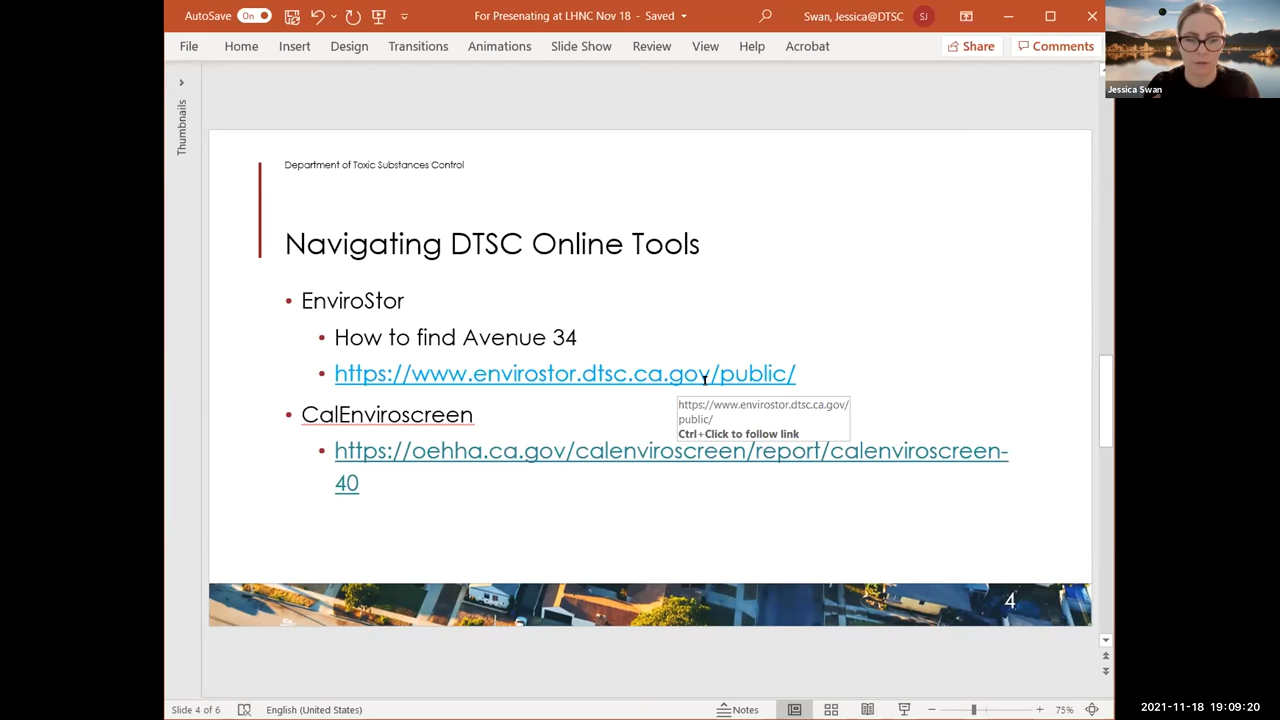 AutoSave On
For Presenating at LHNC Nov 18 - Saved
Swan, Jessica@DTSC SJ
File Home Insert Design Transitions Animations Slide Show Review View Help Acrobat Share Comments
Jessica Swan
Thumbnails
Department of Toxic Substances Control
Navigating DTSC Online Tools
• EnviroStor
• How to find Avenue 34
• https://www.envirostor.dtsc.ca.gov/public/
https://www.envirostor.dtsc.ca.gov/
public/
Ctrl+Click to follow link
• CalEnviroscreen
• https://oehha.ca.gov/calenviroscreen/report/calenviroscreen-
40
4
Slide 4 of 6 English (United States) Notes 75%
2021-11-18 19:09:20